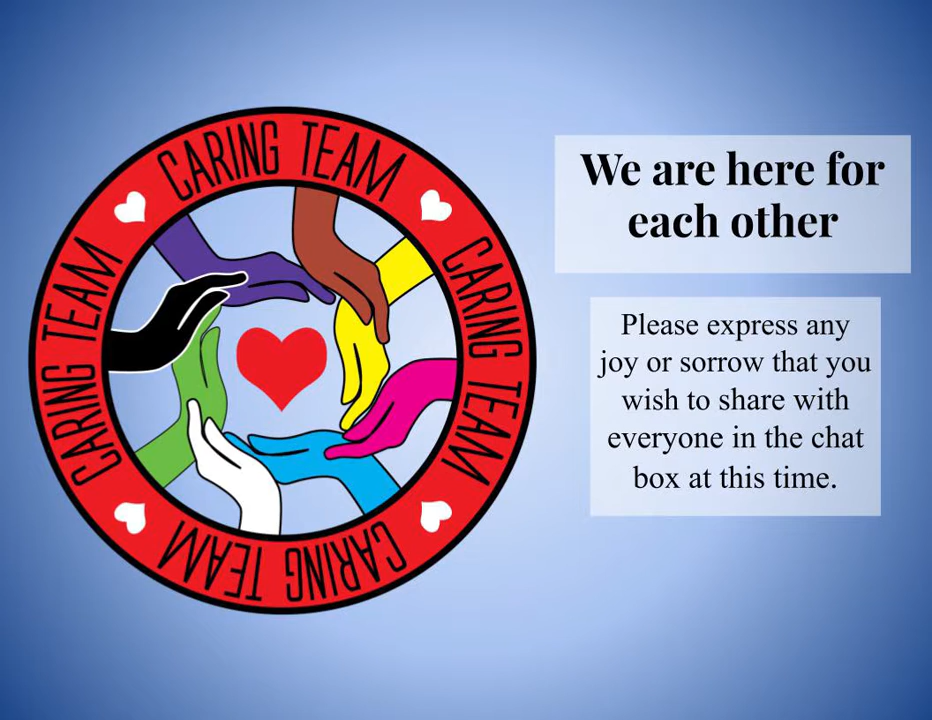 CARING TEAM
CARING TEAM
CARING TEAM
CARING TEAM
We are here for
each other
Please express any
joy or sorrow that you
wish to share with
everyone in the chat
box at this time.